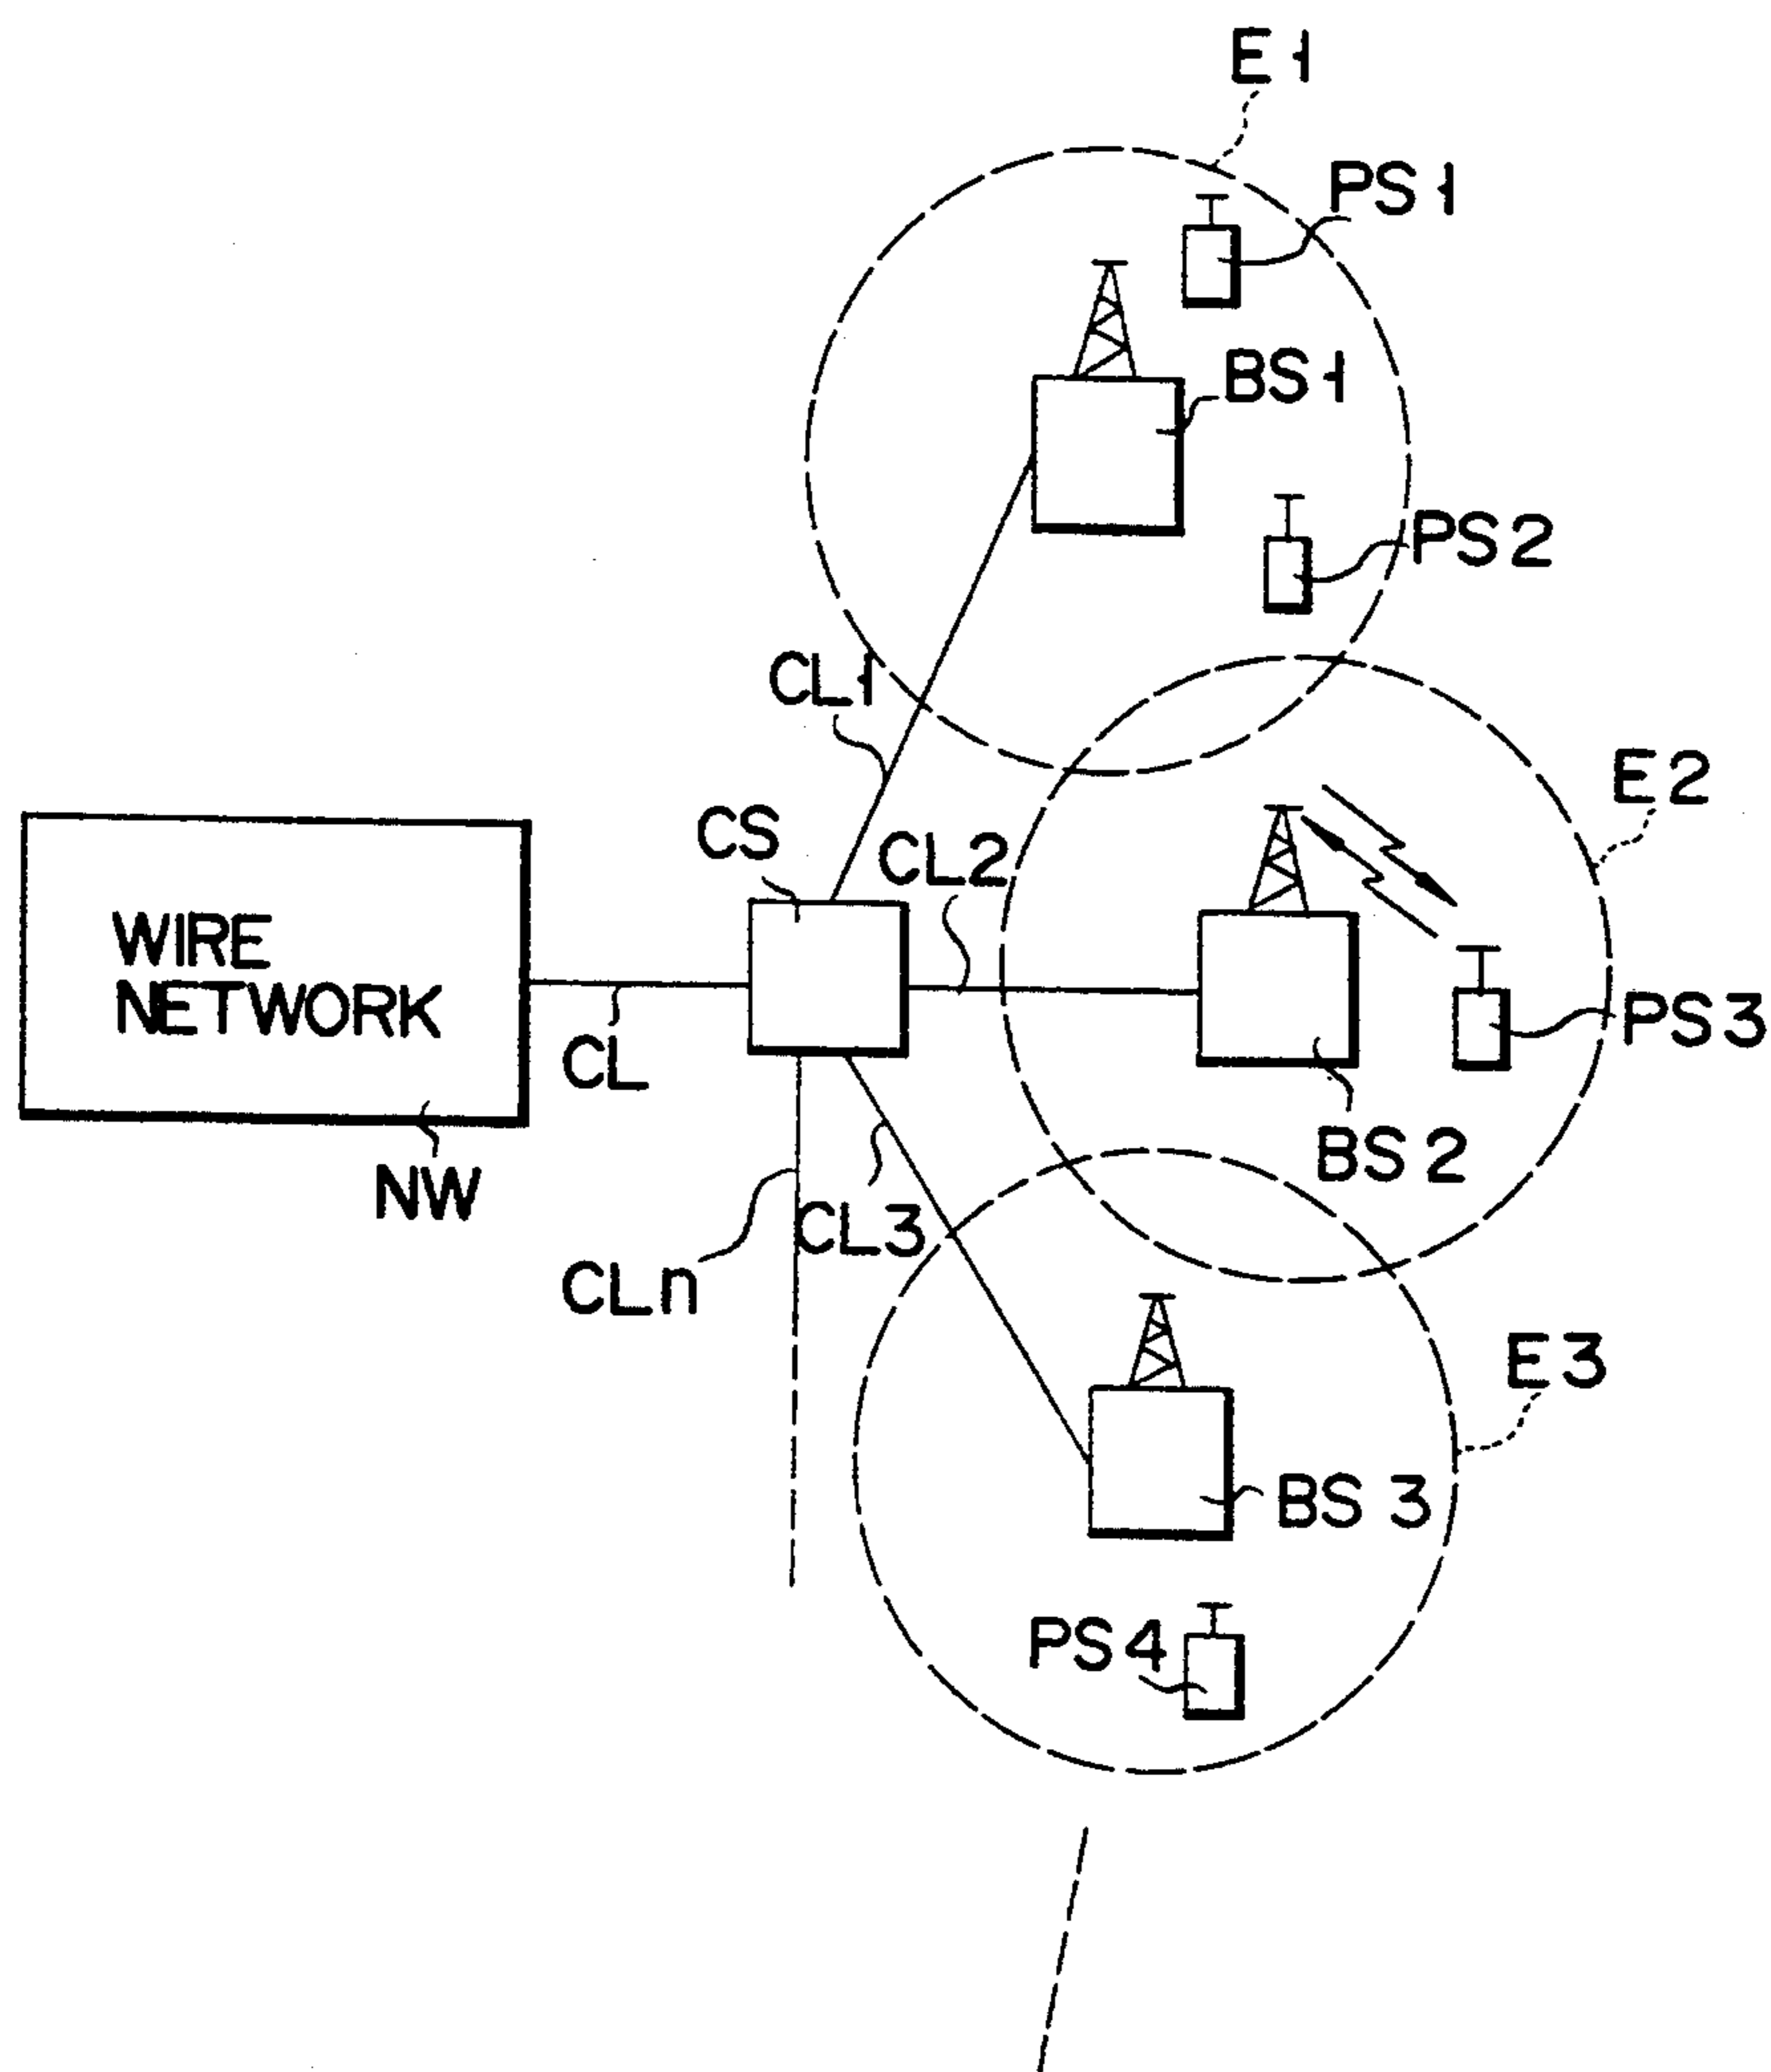 E1
PS1
BS1
PS2
CL1
E2
CS
CL2
WIRE
NETWORK
PS3
CL
BS2
NW
CL3
CLn
E3
BS3
PS4